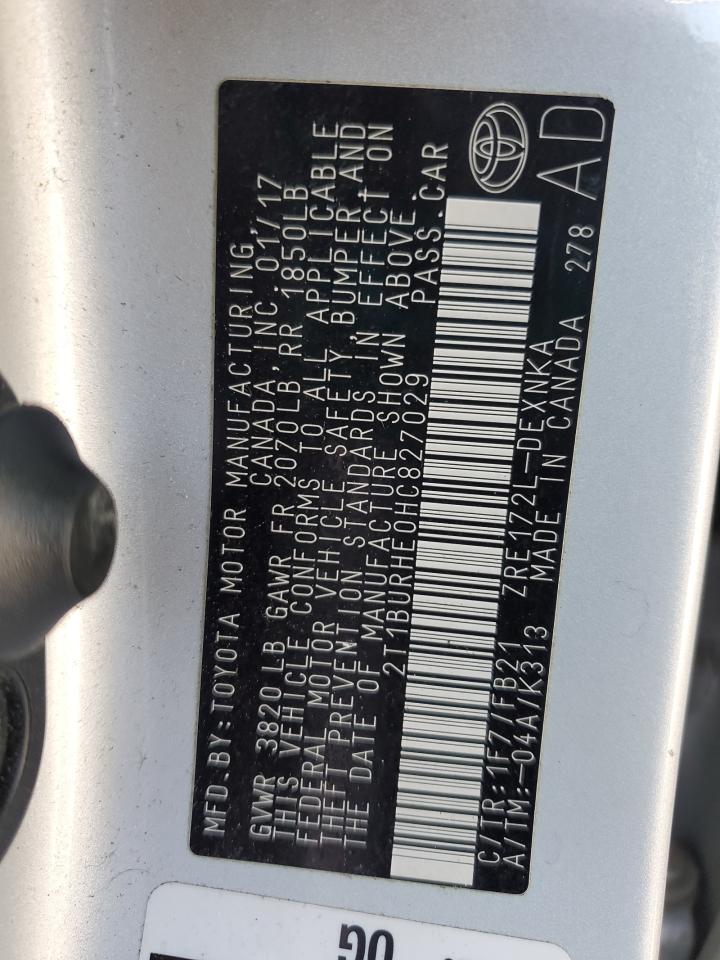 MFD.BY:TOYOTA MOTOR MANUFACTURING,
CANADA, INC. 01/17
GVWR 3820LB GAWR FR 2070LB, RR 1850LB
THIS VEHICLE CONFORMS TO ALL APPLICABLE
FEDERAL MOTOR VEHICLE SAFETY, BUMPER AND
THEFT PREVENTION STANDARDS IN EFFECT ON
THE DATE OF MANUFACTURE SHOWN ABOVE.
2T1BURHE0HC827029 PASS.CAR
C/TR:1F7/FB21 ZRE172L-DEXNKA
A/TM:-04A/K313 MADE IN CANADA 278
AD